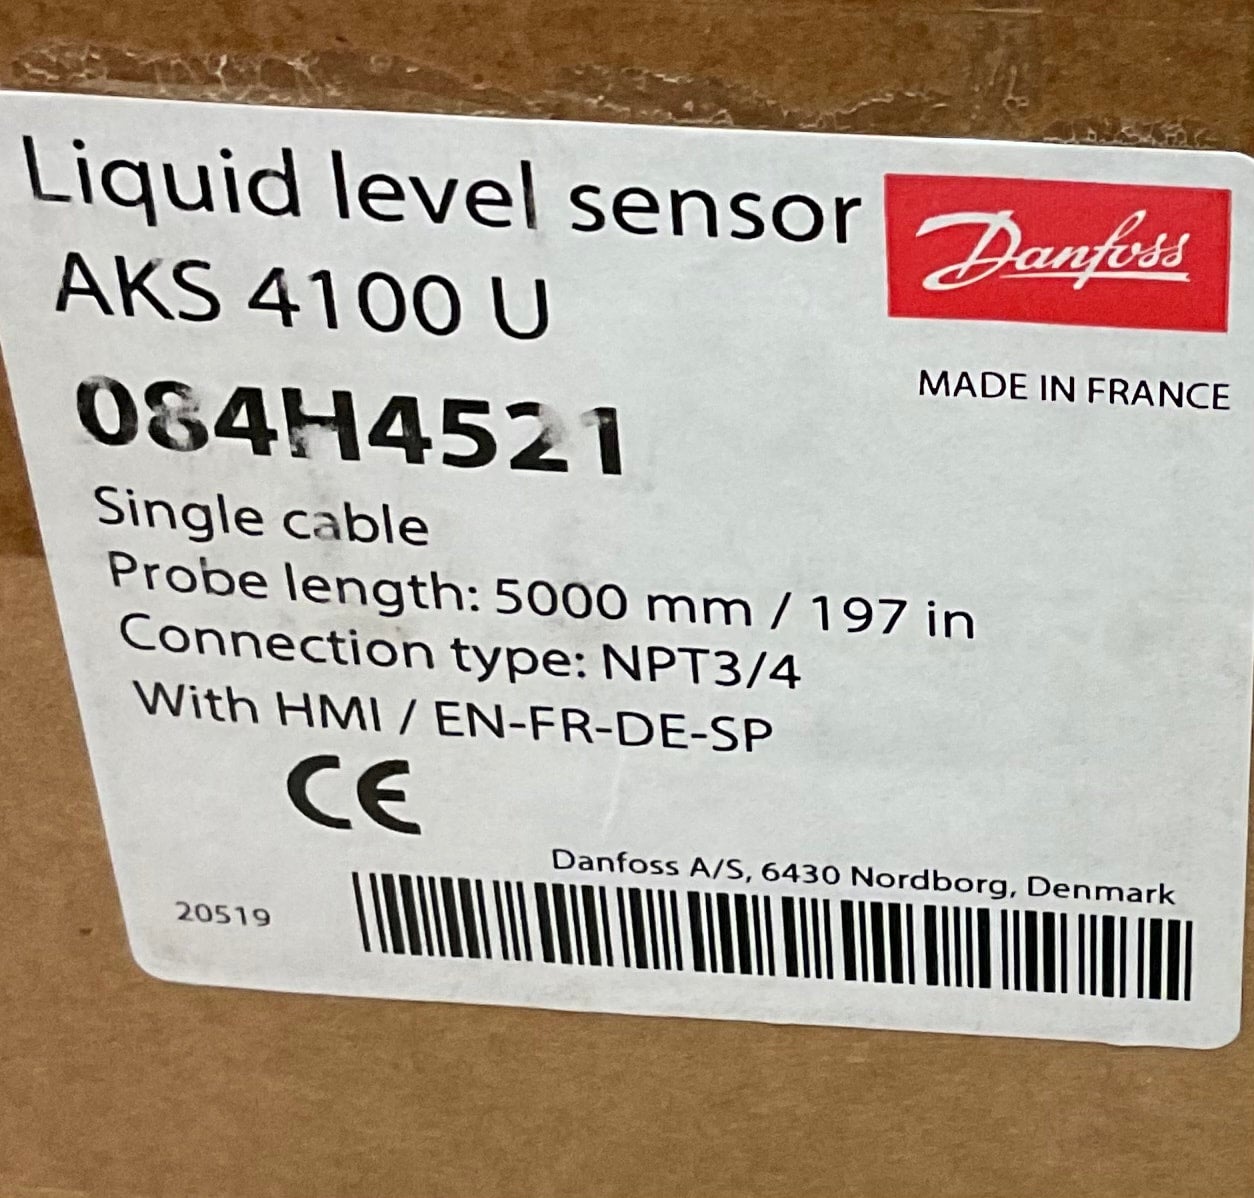 Liquid level sensor
Danfoss
AKS 4100 U
MADE IN FRANCE
084H4521
Single cable
Probe length: 5000 mm / 197 in
Connection type: NPT3/4
With HMI / EN-FR-DE-SP
CE
Danfoss A/S, 6430 Nordborg, Denmark
20519